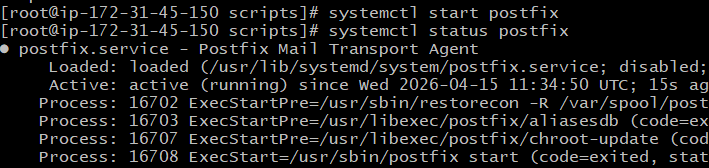 [root@ip-172-31-45-150 scripts]# systemctl start postfix
[root@ip-172-31-45-150 scripts]# systemctl status postfix
● postfix.service - Postfix Mail Transport Agent
Loaded: loaded (/usr/lib/systemd/system/postfix.service; disabled;
Active: active (running) since Wed 2026-04-15 11:34:50 UTC; 15s ag
Process: 16702 ExecStartPre=/usr/sbin/restorecon -R /var/spool/post
Process: 16703 ExecStartPre=/usr/libexec/postfix/aliasesdb (code=ex
Process: 16707 ExecStartPre=/usr/libexec/postfix/chroot-update (cod
Process: 16708 ExecStart=/usr/sbin/postfix start (code=exited, stat